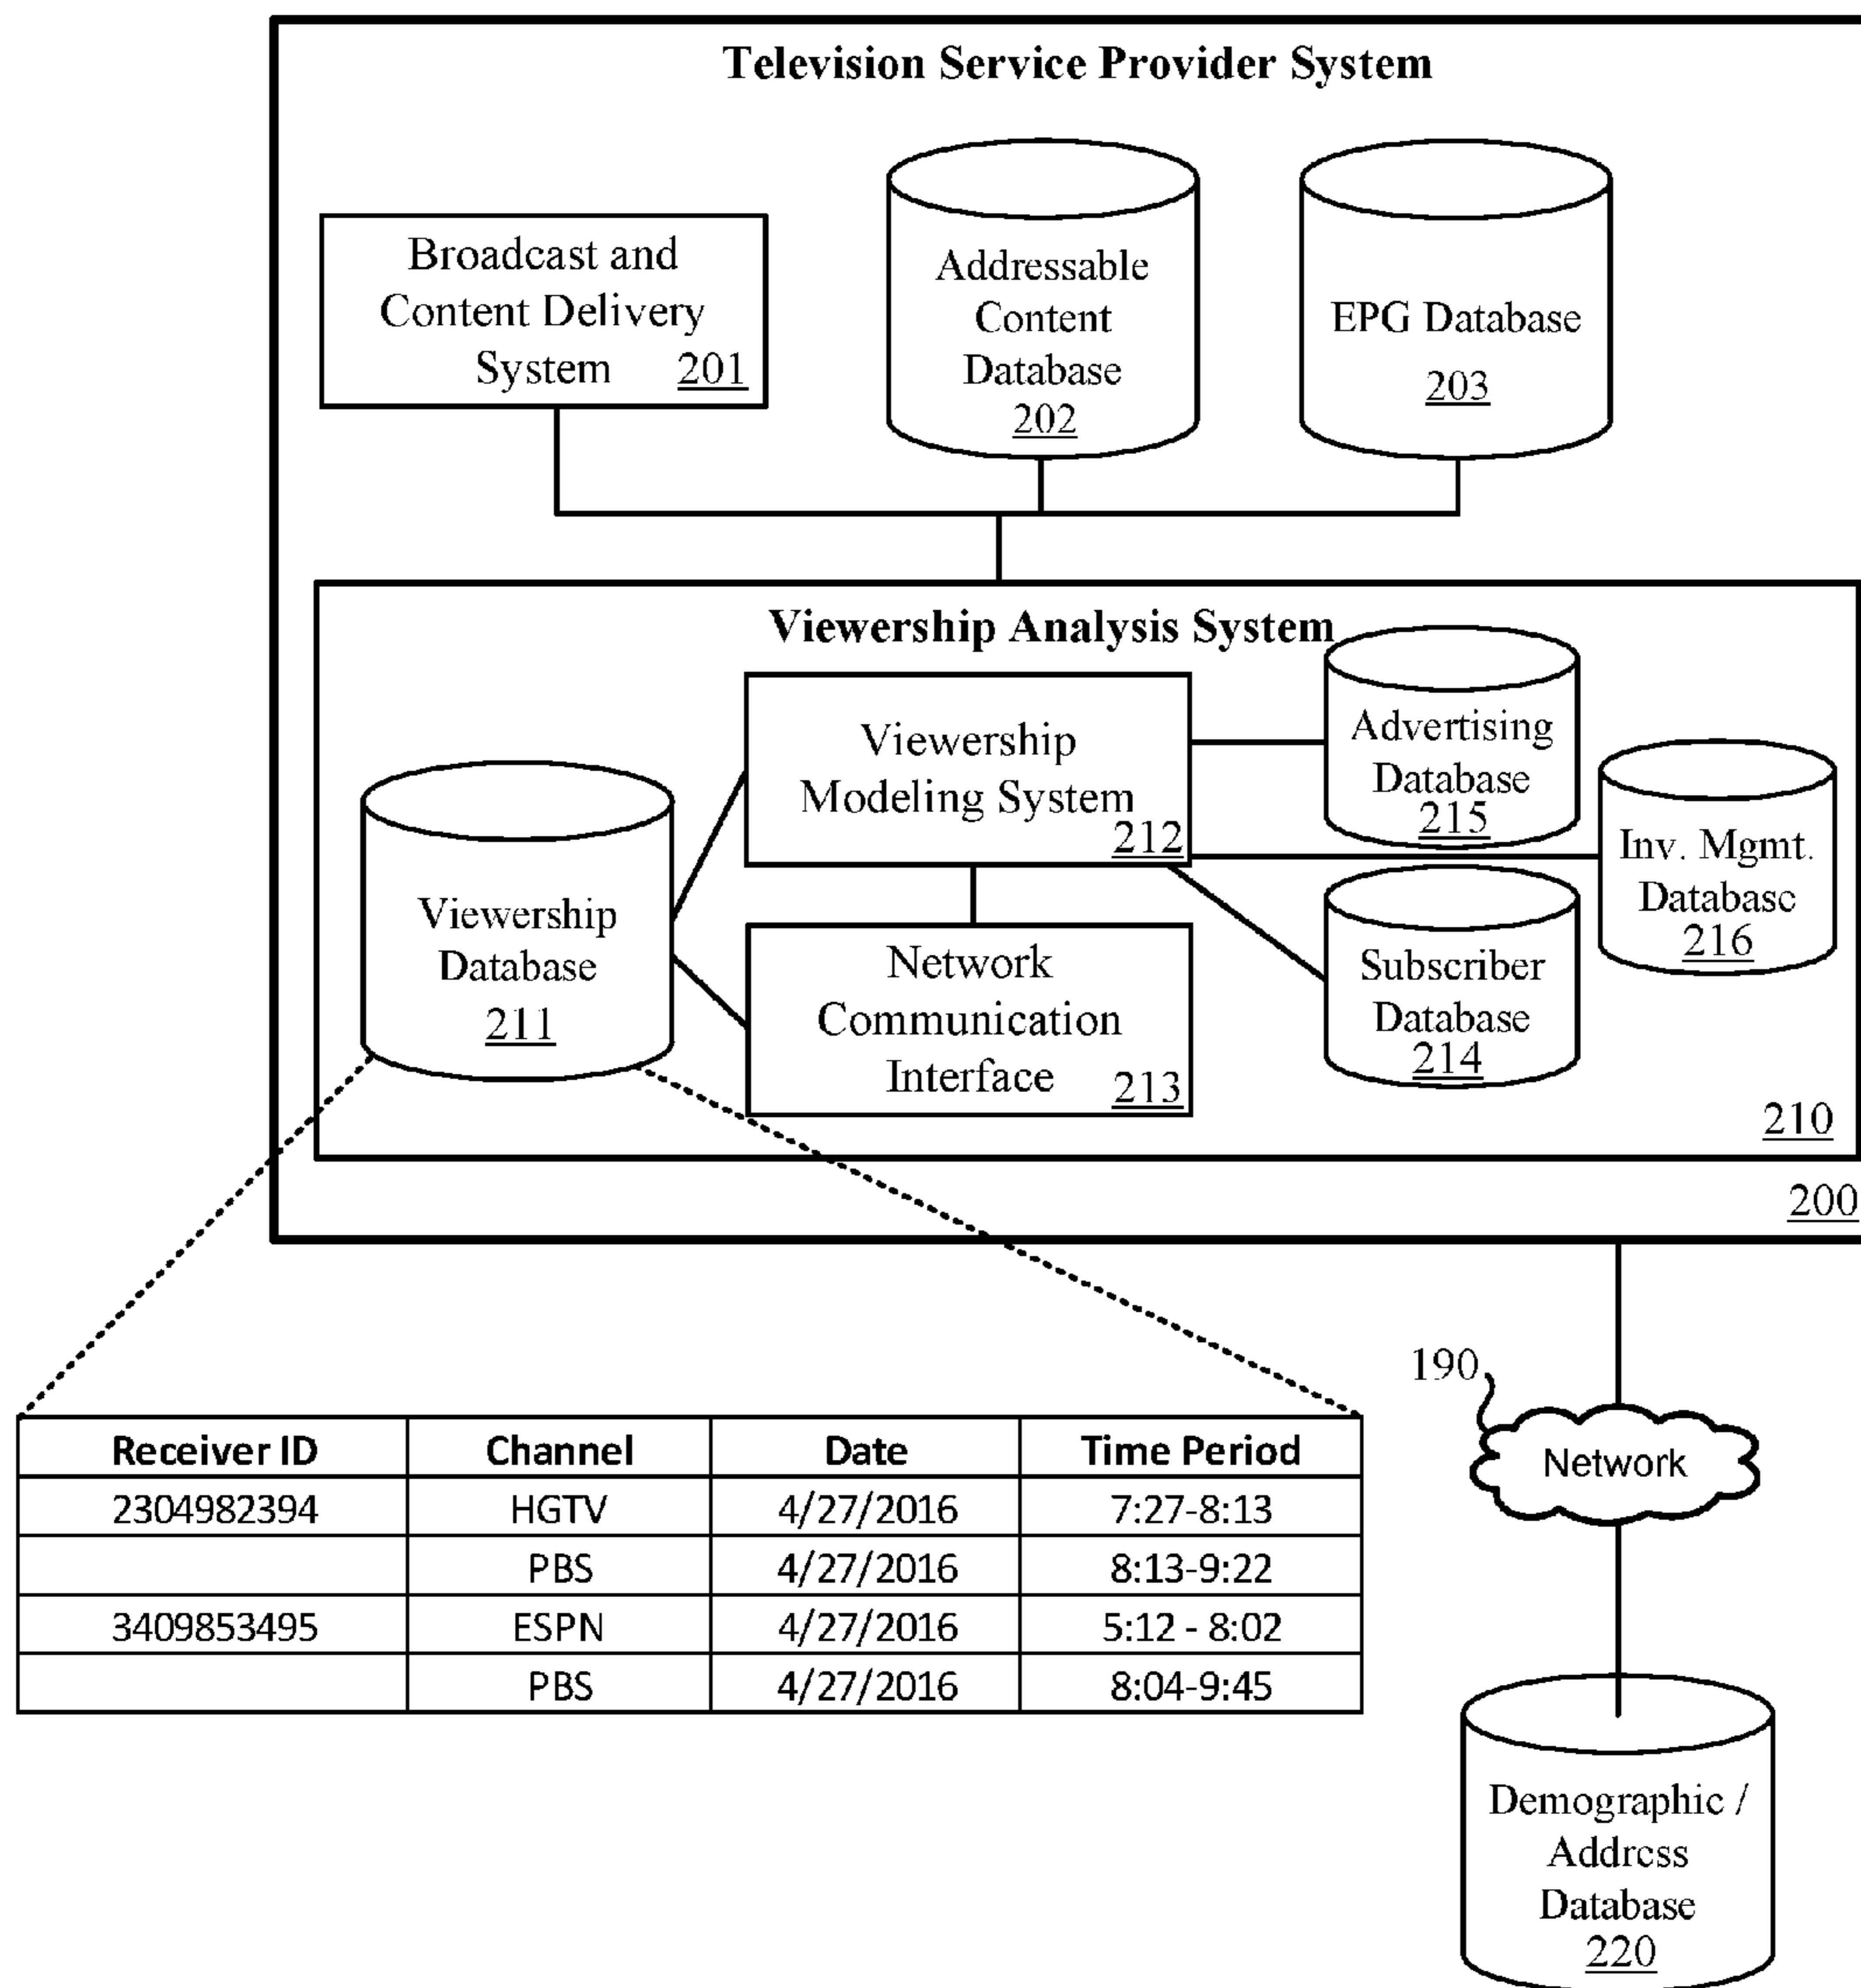 Television Service Provider System
Broadcast and
Content Delivery
System 201
Addressable
Content
Database
202
EPG Database
203
Viewership Analysis System
Viewership
Database
211
Viewership
Modeling System
212
Network
Communication
Interface 213
Advertising
Database
215
Inv. Mgmt.
Database
216
Subscriber
Database
214
210
200
190
Network
Receiver ID Channel Date Time Period
2304982394 HGTV 4/27/2016 7:27-8:13
PBS 4/27/2016 8:13-9:22
3409853495 ESPN 4/27/2016 5:12 - 8:02
PBS 4/27/2016 8:04-9:45
Demographic /
Address
Database
220